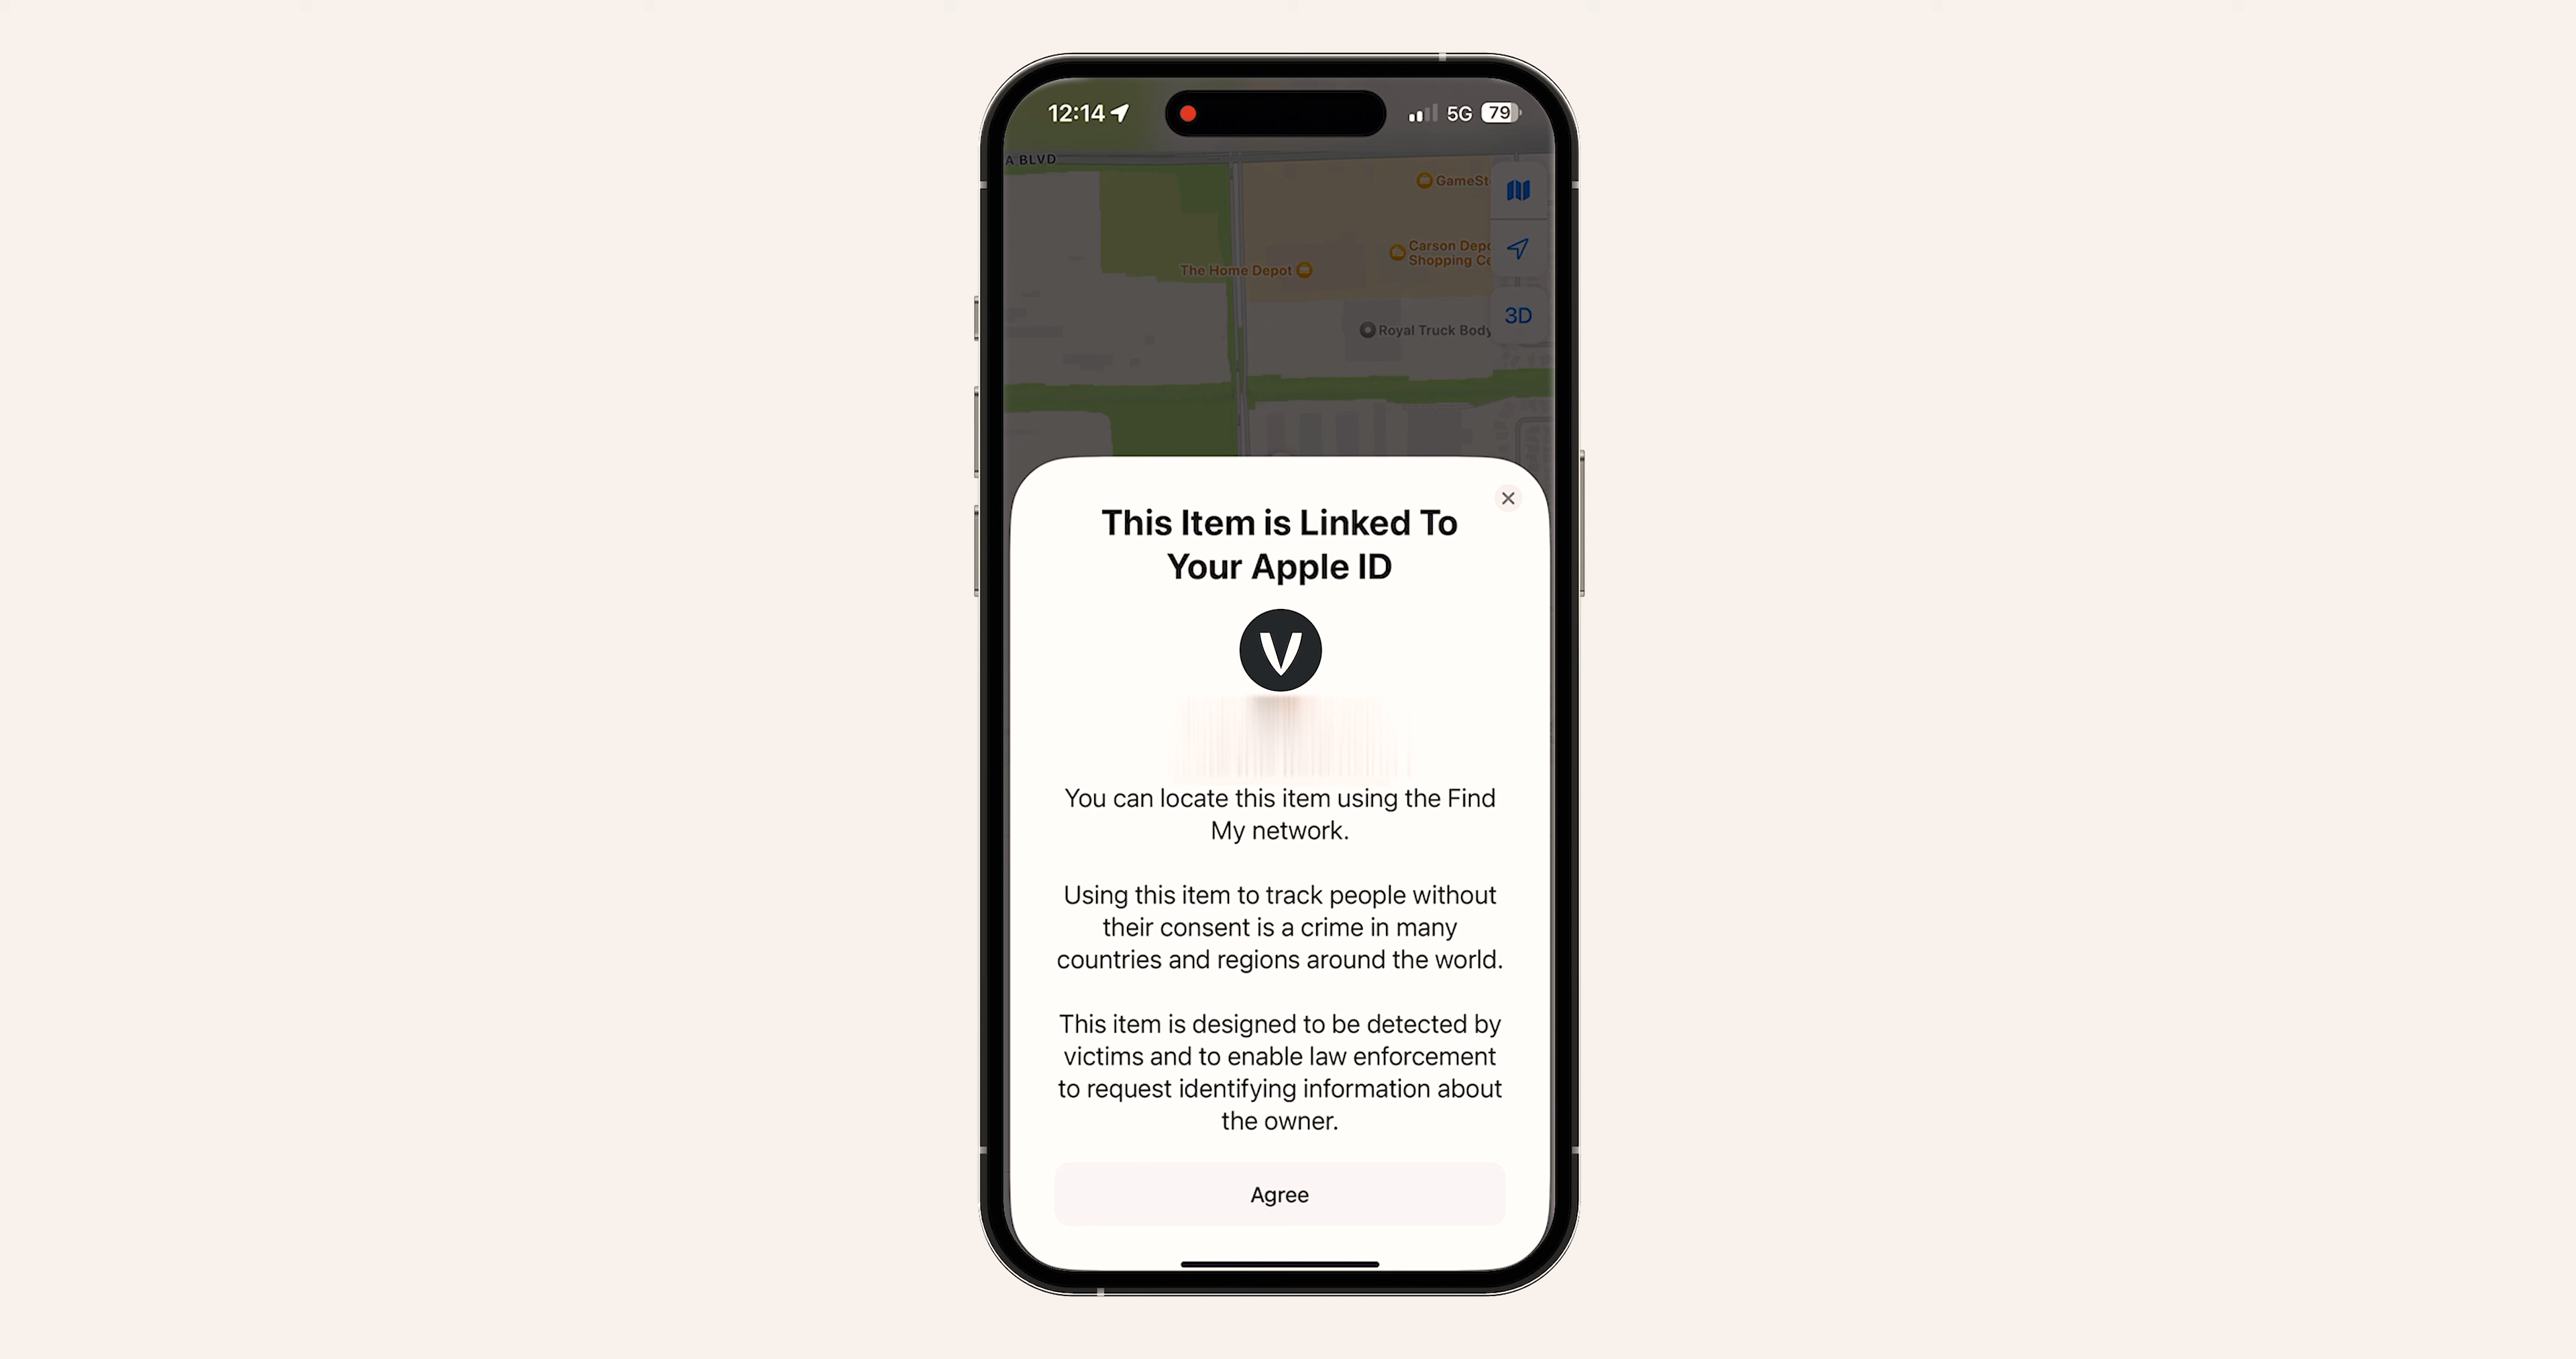 12:14
5G 79
A BLVD
GameSt
Carson Depo
Shopping Ce
The Home Depot
3D
Royal Truck Body
This Item is Linked To
Your Apple ID
V
You can locate this item using the Find
My network.
Using this item to track people without
their consent is a crime in many
countries and regions around the world.
This item is designed to be detected by
victims and to enable law enforcement
to request identifying information about
the owner.
Agree